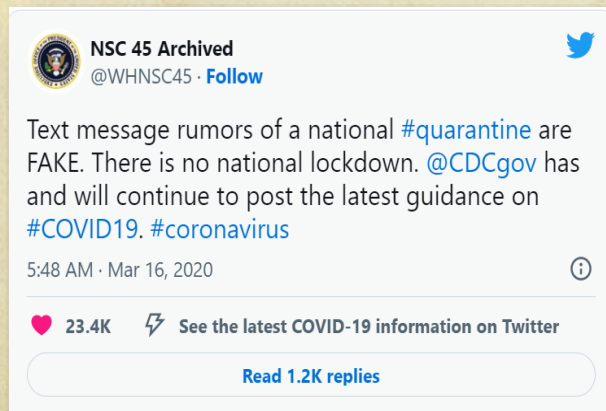 NSC 45 Archived
@WHNSC45 · Follow
Text message rumors of a national #quarantine are
FAKE. There is no national lockdown. @CDCgov has
and will continue to post the latest guidance on
#COVID19. #coronavirus
5:48 AM · Mar 16, 2020
23.4K See the latest COVID-19 information on Twitter
Read 1.2K replies